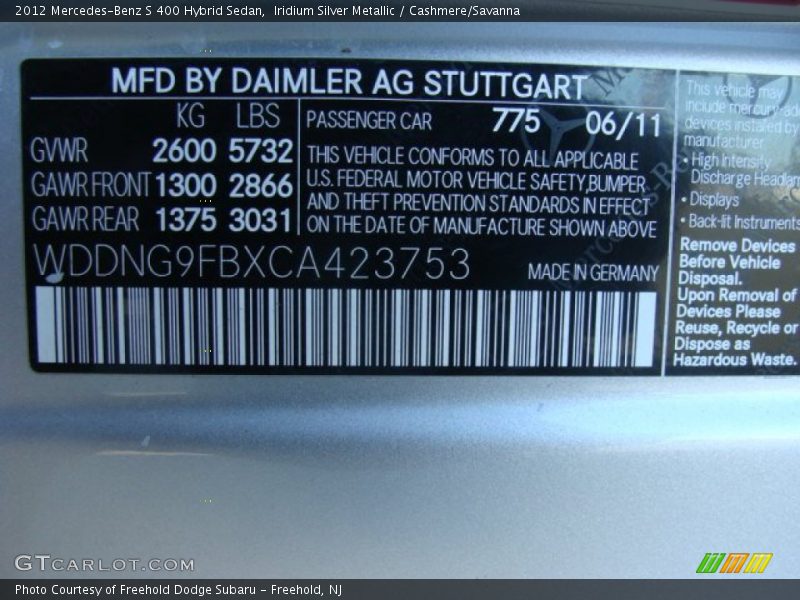 2012 Mercedes-Benz S 400 Hybrid Sedan,  Iridium Silver Metallic / Cashmere/Savanna
MFD BY DAIMLER AG STUTTGART
KG LBS
GVWR 2600 5732
GAWR FRONT 1300 2866
GAWR REAR 1375 3031
PASSENGER CAR 775 06/11
THIS VEHICLE CONFORMS TO ALL APPLICABLE
U.S. FEDERAL MOTOR VEHICLE SAFETY, BUMPER
AND THEFT PREVENTION STANDARDS IN EFFECT
ON THE DATE OF MANUFACTURE SHOWN ABOVE
WDDNG9FBXCA423753
MADE IN GERMANY
This vehicle may
include mercury-add
devices installed by
manufacturer
• High Intensity
Discharge Headlam
• Displays
• Back-lit Instruments
Remove Devices
Before Vehicle
Disposal.
Upon Removal of
Devices Please
Reuse, Recycle or
Dispose as
Hazardous Waste.
GTCARLOT.COM
Photo Courtesy of Freehold Dodge Subaru - Freehold, NJ